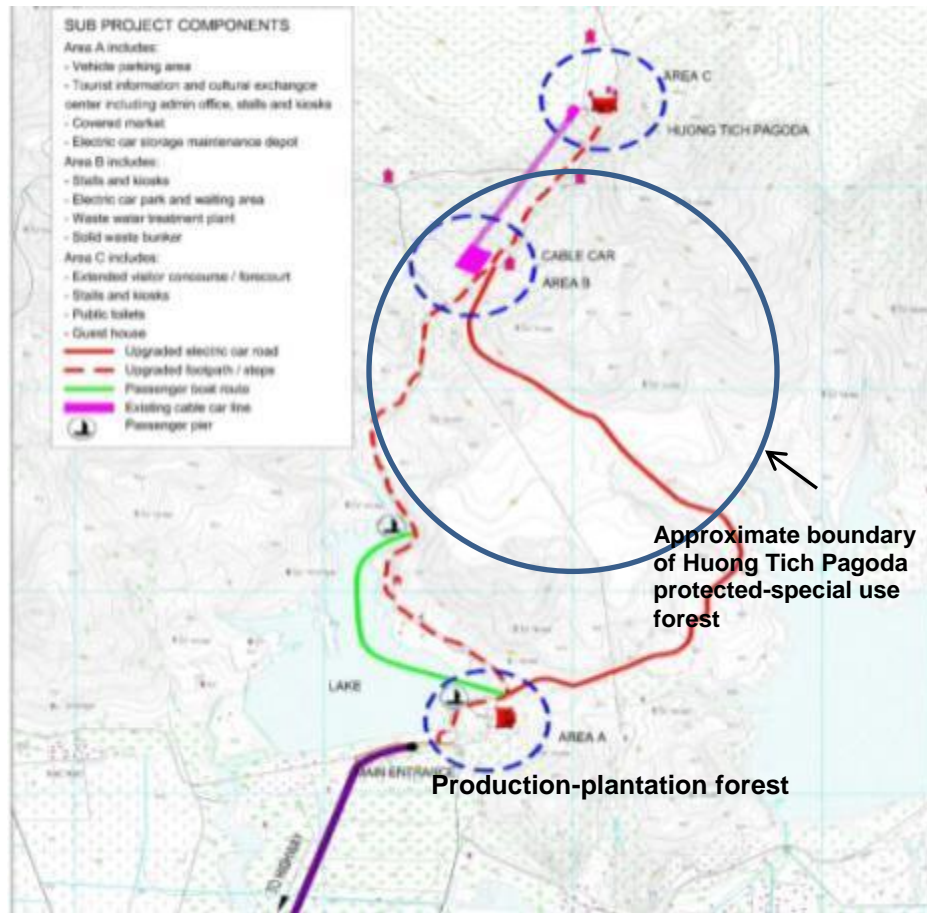 SUB PROJECT COMPONENTS
Area A includes:
- Vehicle parking area
- Tourist information and cultural exchangce
center including admin office, stalls and kiosks
- Covered market
- Electric car storage maintenance depot
Area B includes:
- Stalls and kiosks
- Electric car park and waiting area
- Waste water treatment plant
- Solid waste bunker
Area C includes:
- Extended visitor concourse / forecourt
- Stalls and kiosks
- Public toilets
- Guest house
Upgraded electric car road
Upgraded footpath / steps
Passenger boat route
Existing cable car line
Passenger pier
AREA C
HUONG TICH PAGODA
CABLE CAR
AREA B
Approximate boundary
of Huong Tich Pagoda
protected-special use
forest
LAKE
AREA A
MAIN ENTRANCE
Production-plantation forest
TO HIGHWAY